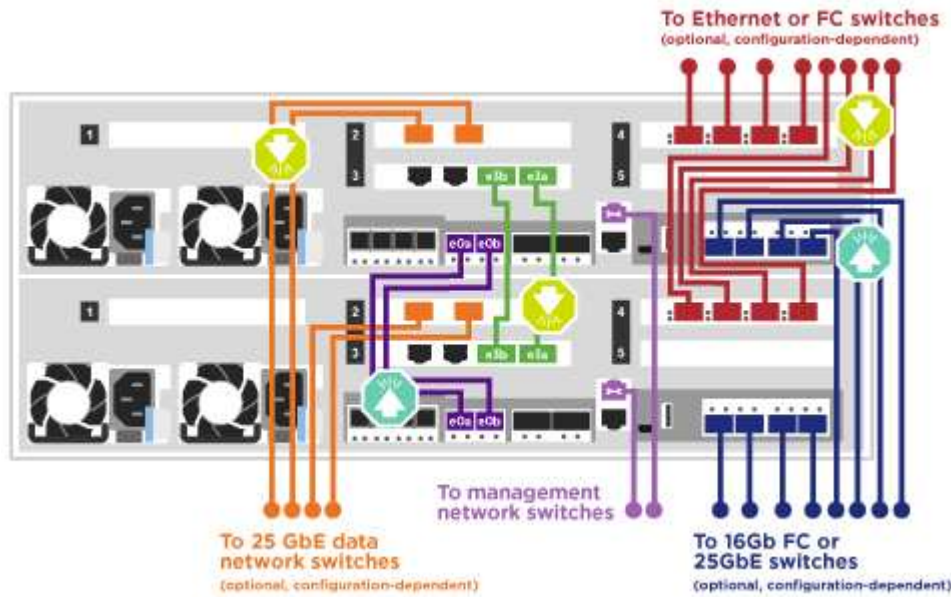 To Ethernet or FC switches
(optional, configuration-dependent)
1
2
4
3
e3b
e3a
5
e0a
e0b
1
2
4
3
e3b
e3a
5
e0a
e0b
To management
network switches
To 25 GbE data
network switches
(optional, configuration-dependent)
To 16Gb FC or
25GbE switches
(optional, configuration-dependent)